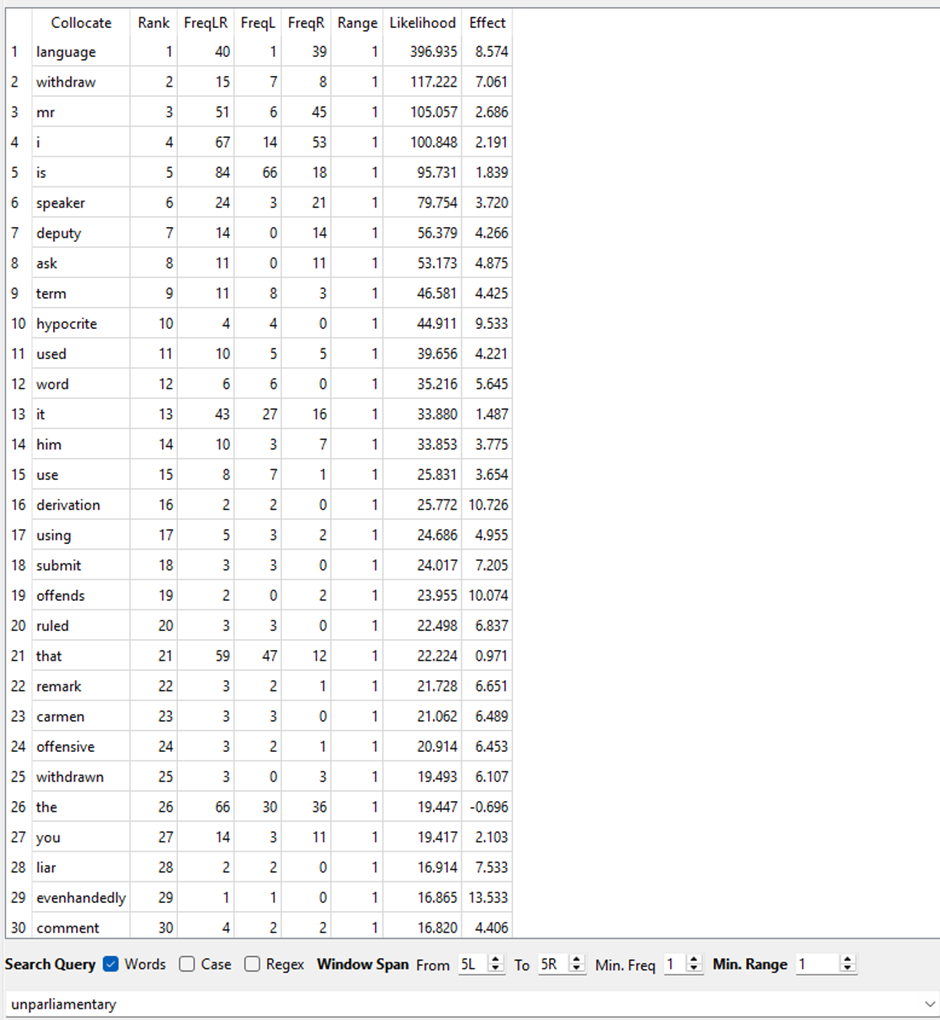 Collocate Rank FreqLR FreqL FreqR Range Likelihood Effect
1 language 1 40 1 39 1 396.935 8.574
2 withdraw 2 15 7 8 1 117.222 7.061
3 mr 3 51 6 45 1 105.057 2.686
4 i 4 67 14 53 1 100.848 2.191
5 is 5 84 66 18 1 95.731 1.839
6 speaker 6 24 3 21 1 79.754 3.720
7 deputy 7 14 0 14 1 56.379 4.266
8 ask 8 11 0 11 1 53.173 4.875
9 term 9 11 8 3 1 46.581 4.425
10 hypocrite 10 4 4 0 1 44.911 9.533
11 used 11 10 5 5 1 39.656 4.221
12 word 12 6 6 0 1 35.216 5.645
13 it 13 43 27 16 1 33.880 1.487
14 him 14 10 3 7 1 33.853 3.775
15 use 15 8 7 1 1 25.831 3.654
16 derivation 16 2 2 0 1 25.772 10.726
17 using 17 5 3 2 1 24.686 4.955
18 submit 18 3 3 0 1 24.017 7.205
19 offends 19 2 0 2 1 23.955 10.074
20 ruled 20 3 3 0 1 22.498 6.837
21 that 21 59 47 12 1 22.224 0.971
22 remark 22 3 2 1 1 21.728 6.651
23 carmen 23 3 3 0 1 21.062 6.489
24 offensive 24 3 2 1 1 20.914 6.453
25 withdrawn 25 3 0 3 1 19.493 6.107
26 the 26 66 30 36 1 19.447 -0.696
27 you 27 14 3 11 1 19.417 2.103
28 liar 28 2 2 0 1 16.914 7.533
29 evenhandedly 29 1 1 0 1 16.865 13.533
30 comment 30 4 2 2 1 16.820 4.406
Search Query Words Case Regex Window Span From 5L To 5R Min. Freq 1 Min. Range 1
unparliamentary